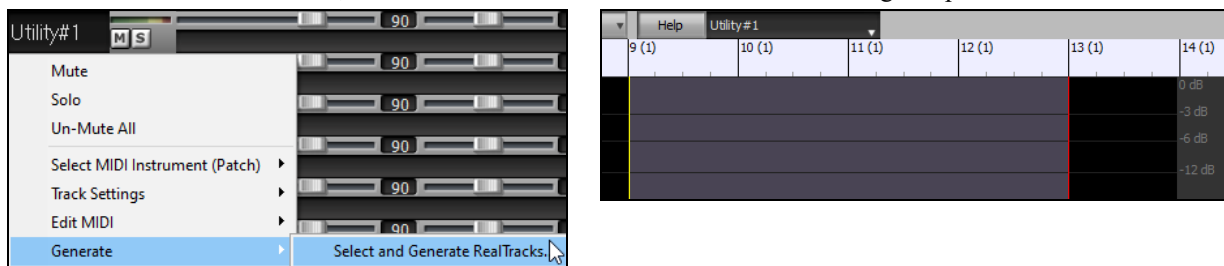 Utility#1
M S
90
90
90
90
90
90
Mute
Solo
Un-Mute All
Select MIDI Instrument (Patch)
Track Settings
Edit MIDI
Generate
Select and Generate RealTracks.
Help Utility#1
9 (1) 10 (1) 11 (1) 12 (1) 13 (1) 14 (1)
0 dB
-3 dB
-6 dB
-12 dB